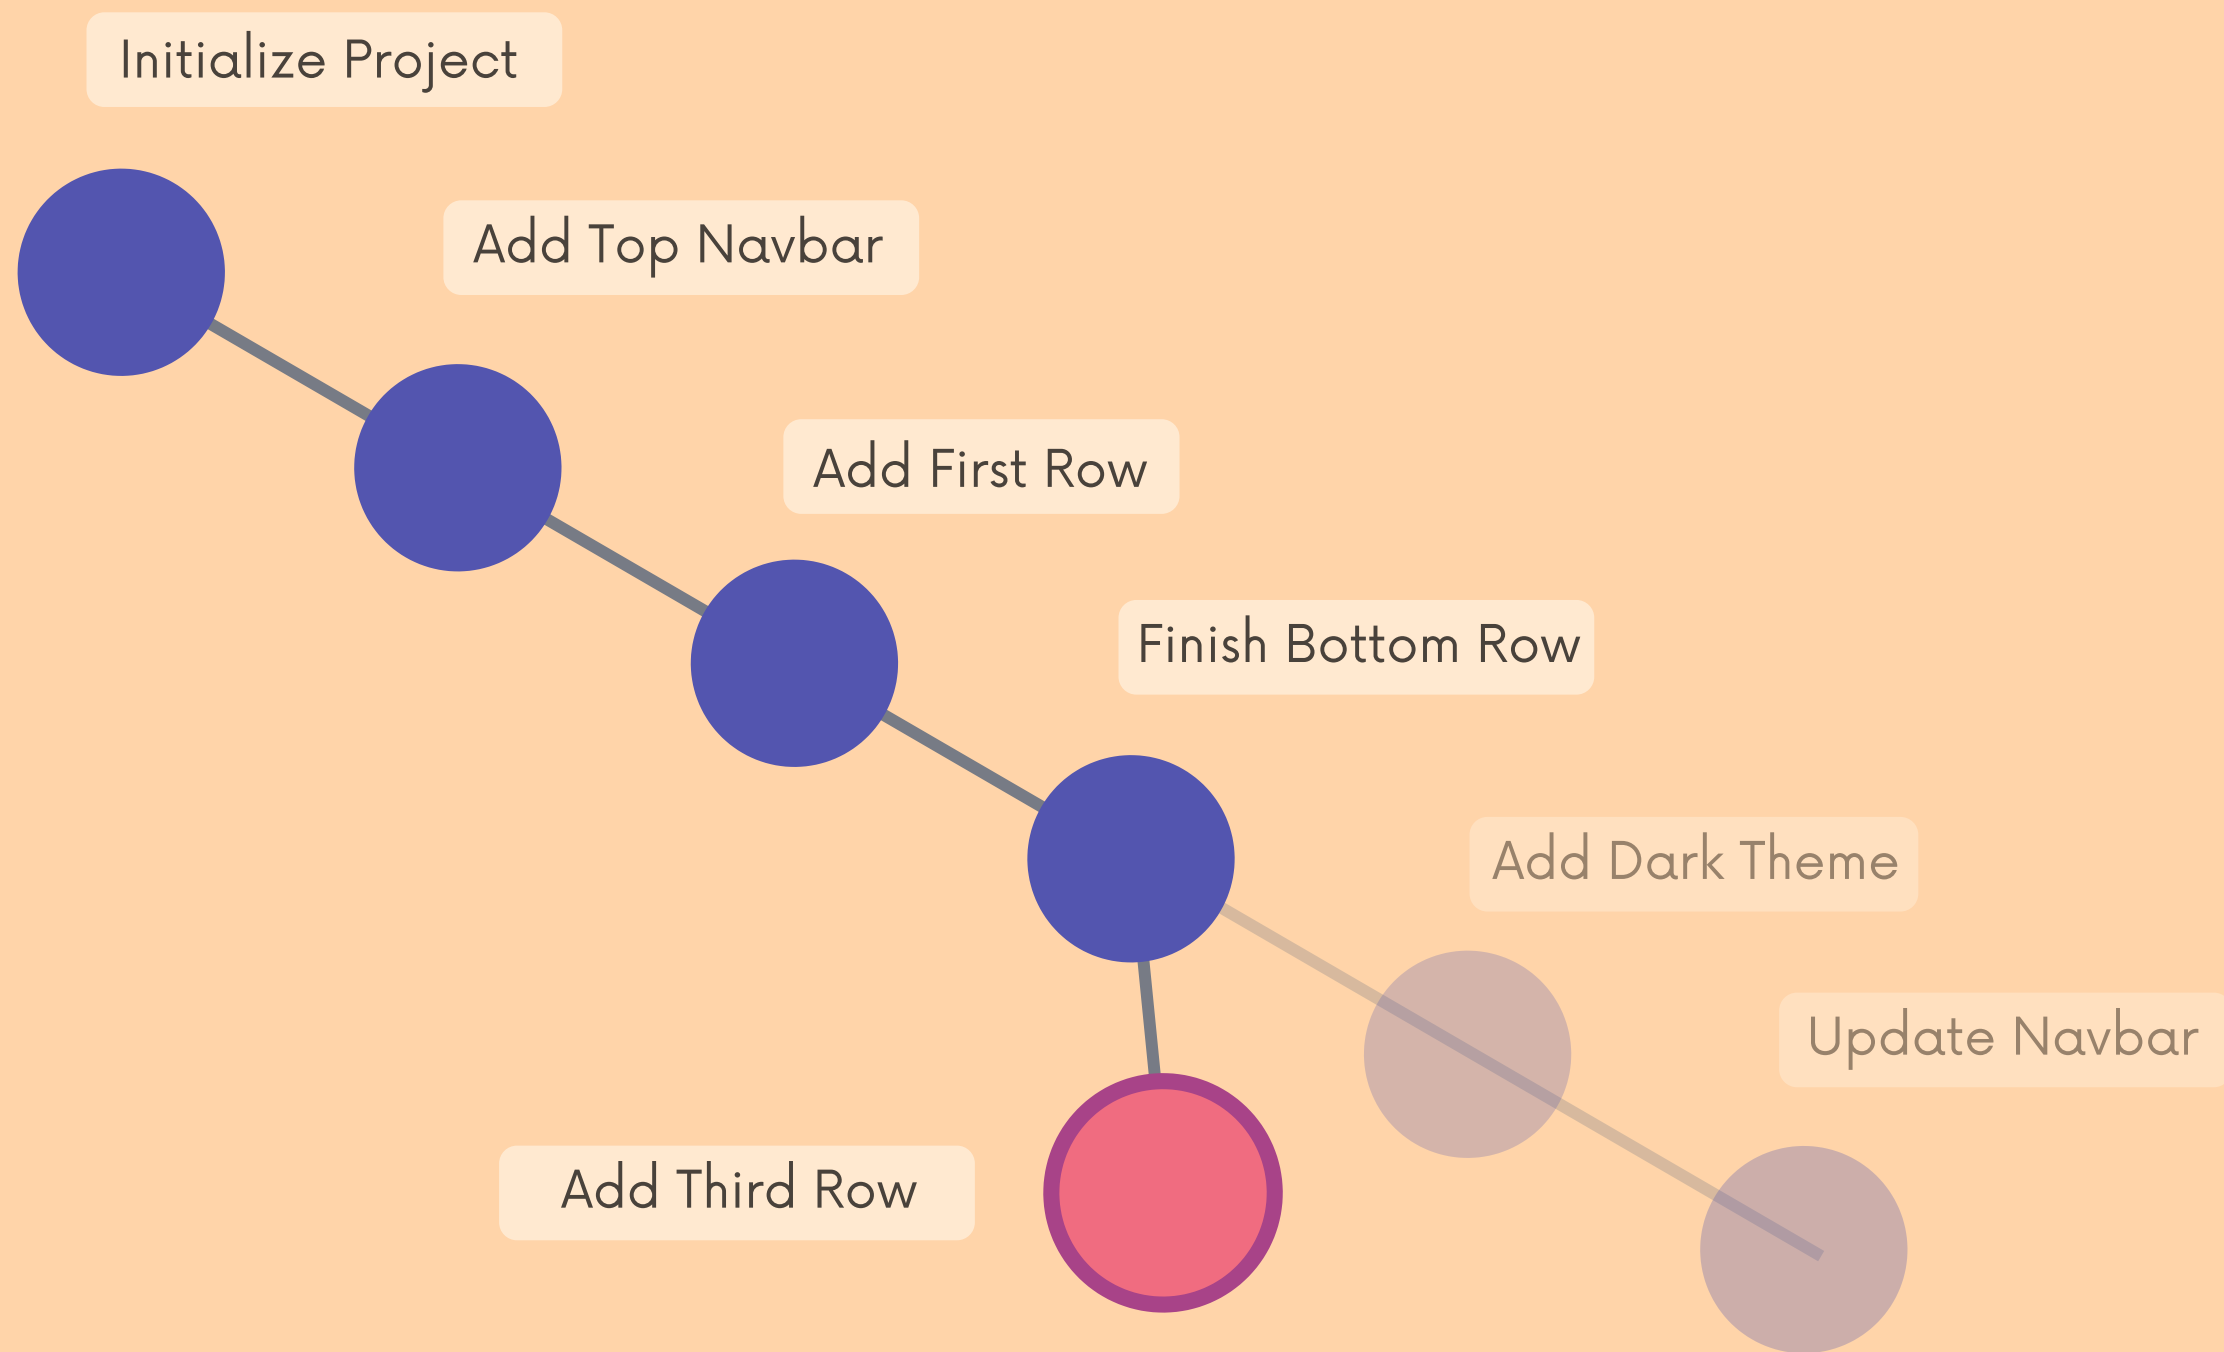 Initialize Project
Add Top Navbar
Add First Row
Finish Bottom Row
Add Dark Theme
Update Navbar
Add Third Row